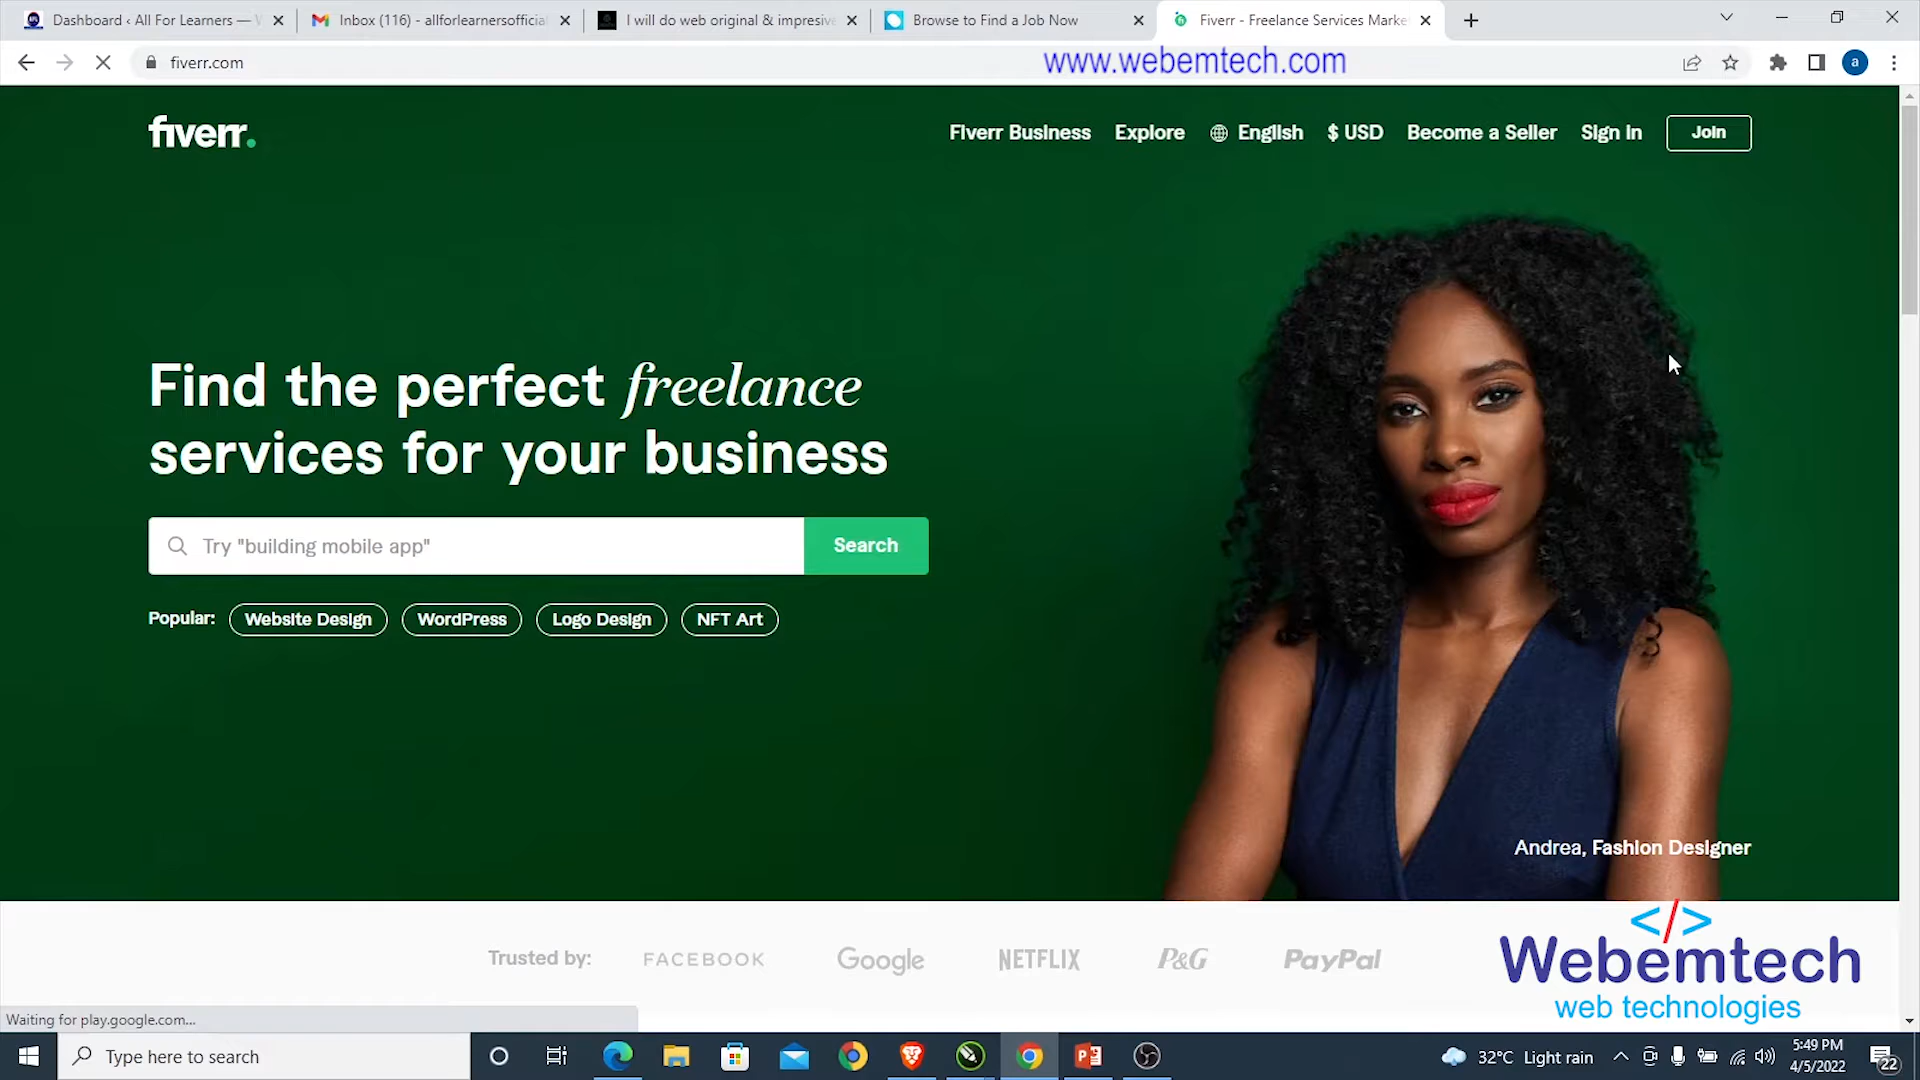 Dashboard ‹ All For Learners — W
Inbox (116) - allforlearnersofficial
I will do web original & impresive
Browse to Find a Job Now
Fiverr - Freelance Services Marke
fiverr.com
www.webemtech.com
a
fiverr.
Fiverr Business
Explore
English
$ USD
Become a Seller
Sign in
Join
Find the perfect freelance
services for your business
Try "building mobile app"
Search
Popular:
Website Design
WordPress
Logo Design
NFT Art
Andrea, Fashion Designer
Trusted by:
FACEBOOK
Google
NETFLIX
P&G
PayPal
</>
Webemtech
web technologies
Waiting for play.google.com...
Type here to search
32°C Light rain
5:49 PM
4/5/2022
22